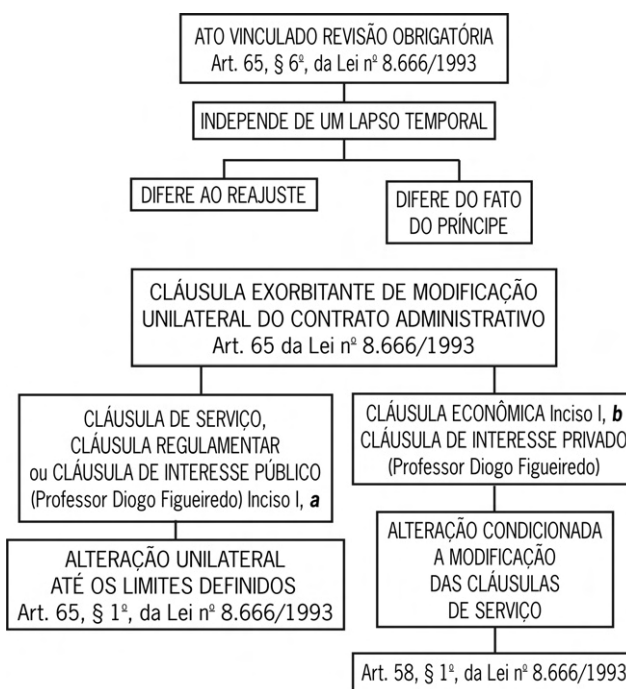 ATO VINCULADO REVISÃO OBRIGATÓRIA
Art. 65, § 6º, da Lei nº 8.666/1993
INDEPENDE DE UM LAPSO TEMPORAL
DIFERE AO REAJUSTE
DIFERE DO FATO
DO PRÍNCIPE
CLÁUSULA EXORBITANTE DE MODIFICAÇÃO
UNILATERAL DO CONTRATO ADMINISTRATIVO
Art. 65 da Lei nº 8.666/1993
CLÁUSULA DE SERVIÇO,
CLÁUSULA REGULAMENTAR
ou CLÁUSULA DE INTERESSE PÚBLICO
(Professor Diogo Figueiredo) Inciso I, a
ALTERAÇÃO UNILATERAL
ATÉ OS LIMITES DEFINIDOS
Art. 65, § 1º, da Lei nº 8.666/1993
CLÁUSULA ECONÔMICA Inciso I, b
CLÁUSULA DE INTERESSE PRIVADO
(Professor Diogo Figueiredo)
ALTERAÇÃO CONDICIONADA
A MODIFICAÇÃO
DAS CLÁUSULAS
DE SERVIÇO
Art. 58, § 1º, da Lei nº 8.666/1993